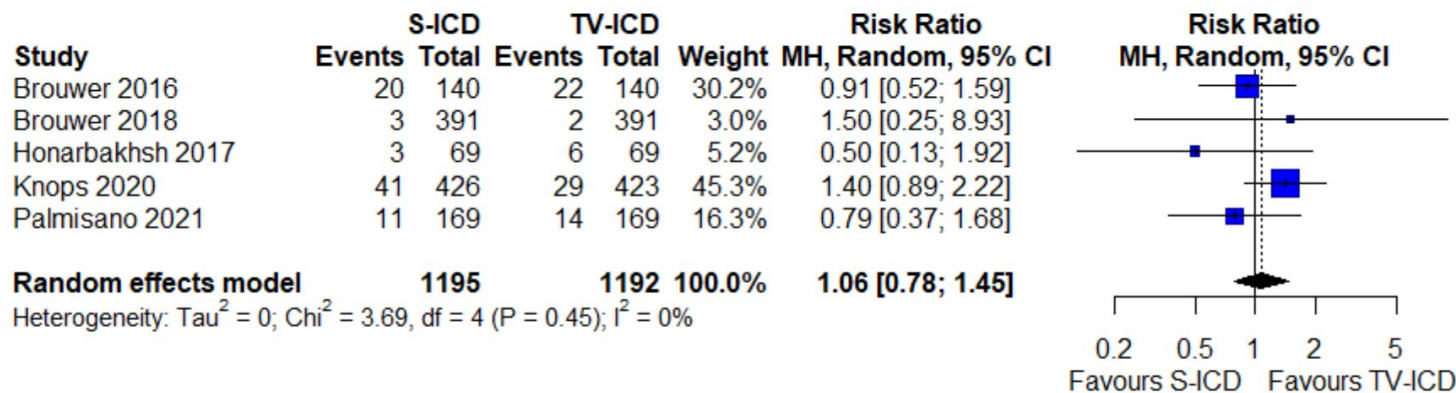 S-ICD TV-ICD Risk Ratio Risk Ratio
Study Events Total Events Total Weight MH, Random, 95% CI MH, Random, 95% CI
Brouwer 2016 20 140 22 140 30.2% 0.91 [0.52; 1.59]
Brouwer 2018 3 391 2 391 3.0% 1.50 [0.25; 8.93]
Honarbakhsh 2017 3 69 6 69 5.2% 0.50 [0.13; 1.92]
Knops 2020 41 426 29 423 45.3% 1.40 [0.89; 2.22]
Palmisano 2021 11 169 14 169 16.3% 0.79 [0.37; 1.68]
Random effects model 1195 1192 100.0% 1.06 [0.78; 1.45]
Heterogeneity: Tau² = 0; Chi² = 3.69, df = 4 (P = 0.45); I² = 0%
0.2 0.5 1 2 5
Favours S-ICD Favours TV-ICD